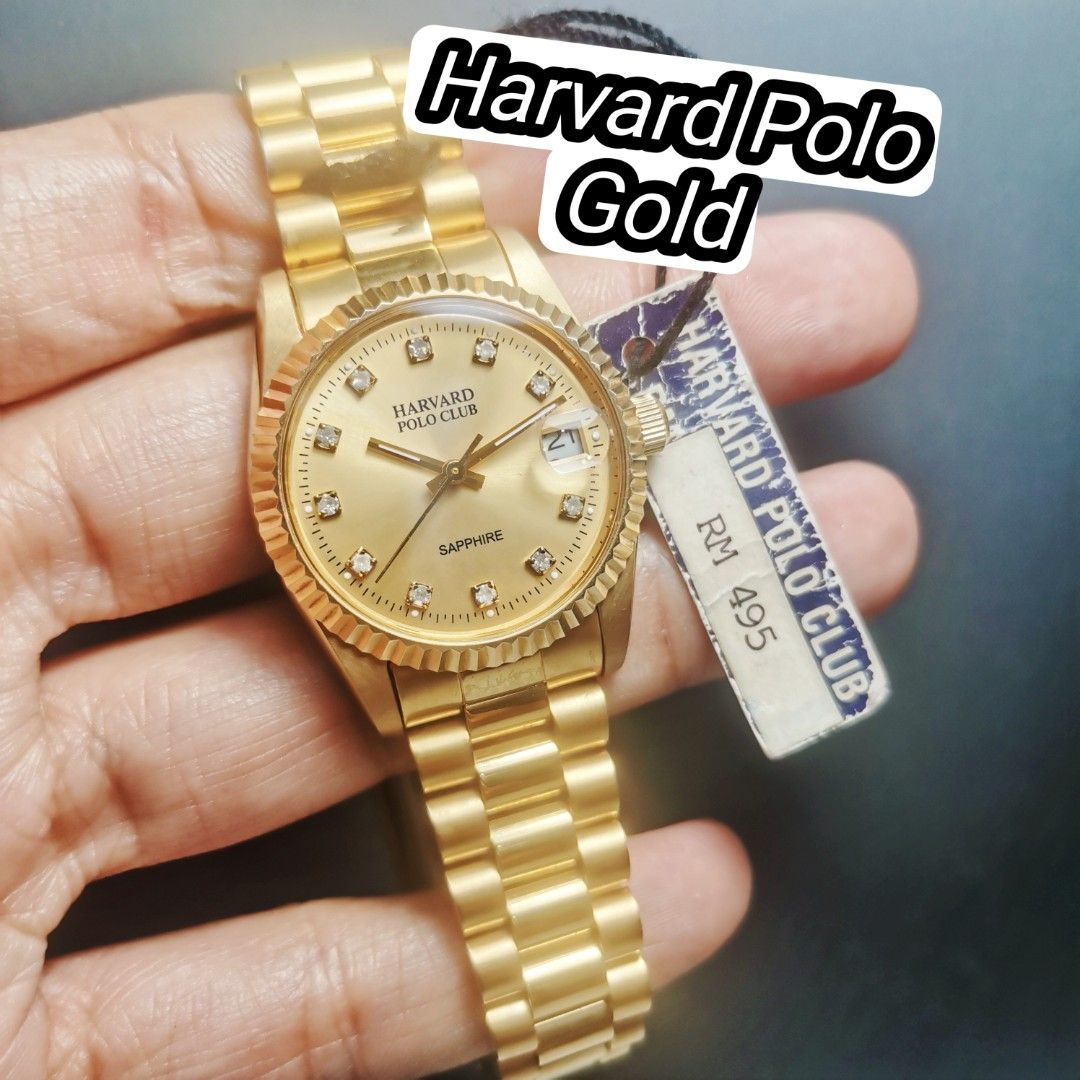 Harvard Polo
Gold
HARVARD
POLO CLUB
21
SAPPHIRE
HARVARD POLO CLUB
RM 495